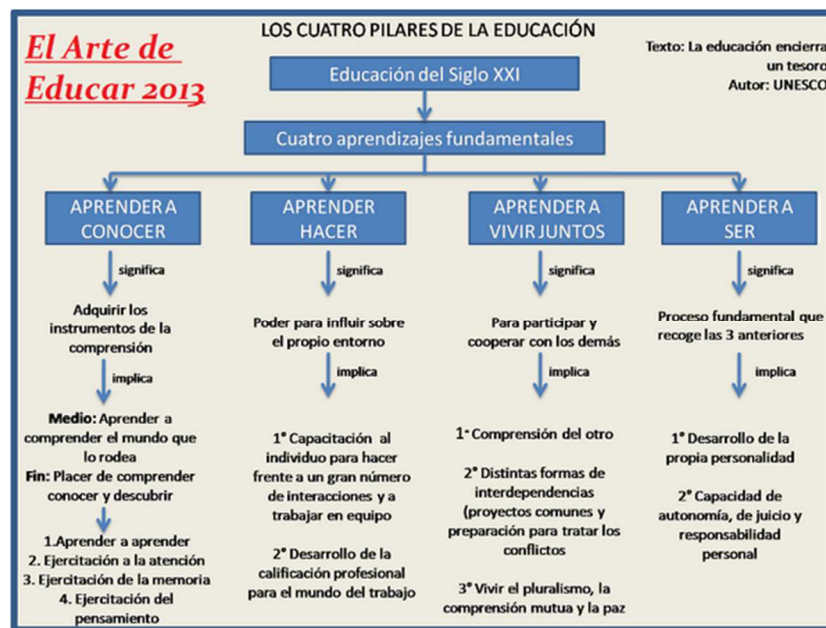 El Arte de
Educar 2013
LOS CUATRO PILARES DE LA EDUCACIÓN
Texto: La educación encierra
un tesoro
Autor: UNESCO
Educación del Siglo XXI
Cuatro aprendizajes fundamentales
APRENDER A
CONOCER
significa
Adquirir los
instrumentos de la
comprensión
implica
Medio: Aprender a
comprender el mundo que
lo rodea
Fin: Placer de comprender
conocer y descubrir
1.Aprender a aprender
2. Ejercitación a la atención
3. Ejercitación de la memoria
4. Ejercitación del
pensamiento
APRENDER
HACER
significa
Poder para influir sobre
el propio entorno
implica
1° Capacitación al
individuo para hacer
frente a un gran número
de interacciones y a
trabajar en equipo
2° Desarrollo de la
calificación profesional
para el mundo del trabajo
APRENDER A
VIVIR JUNTOS
significa
Para participar y
cooperar con los demás
implica
1° Comprensión del otro
2° Distintas formas de
interdependencias
(proyectos comunes y
preparación para tratar los
conflictos
3° Vivir el pluralismo, la
comprensión mutua y la paz
APRENDER A
SER
significa
Proceso fundamental que
recoge las 3 anteriores
implica
1° Desarrollo de la
propia personalidad
2° Capacidad de
autonomía, de juicio y
responsabilidad
personal